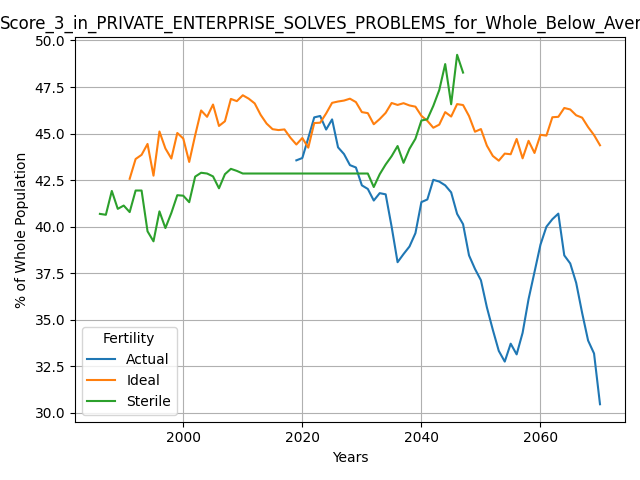 Score_3_in_PRIVATE_ENTERPRISE_SOLVES_PROBLEMS_for_Whole_Below_Aver
50.0
47.5
45.0
42.5
40.0
37.5
35.0
32.5
30.0
% of Whole Population
Fertility
Actual
Ideal
Sterile
2000 2020 2040 2060
Years